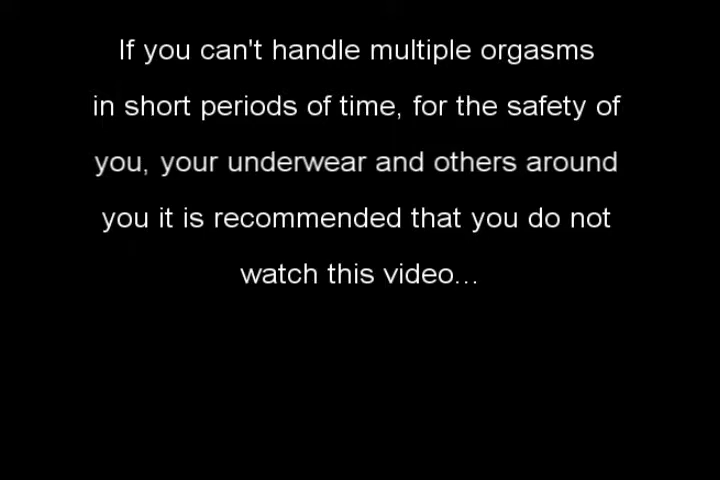 If you can't handle multiple orgasms
in short periods of time, for the safety of
you, your underwear and others around
you it is recommended that you do not
watch this video...